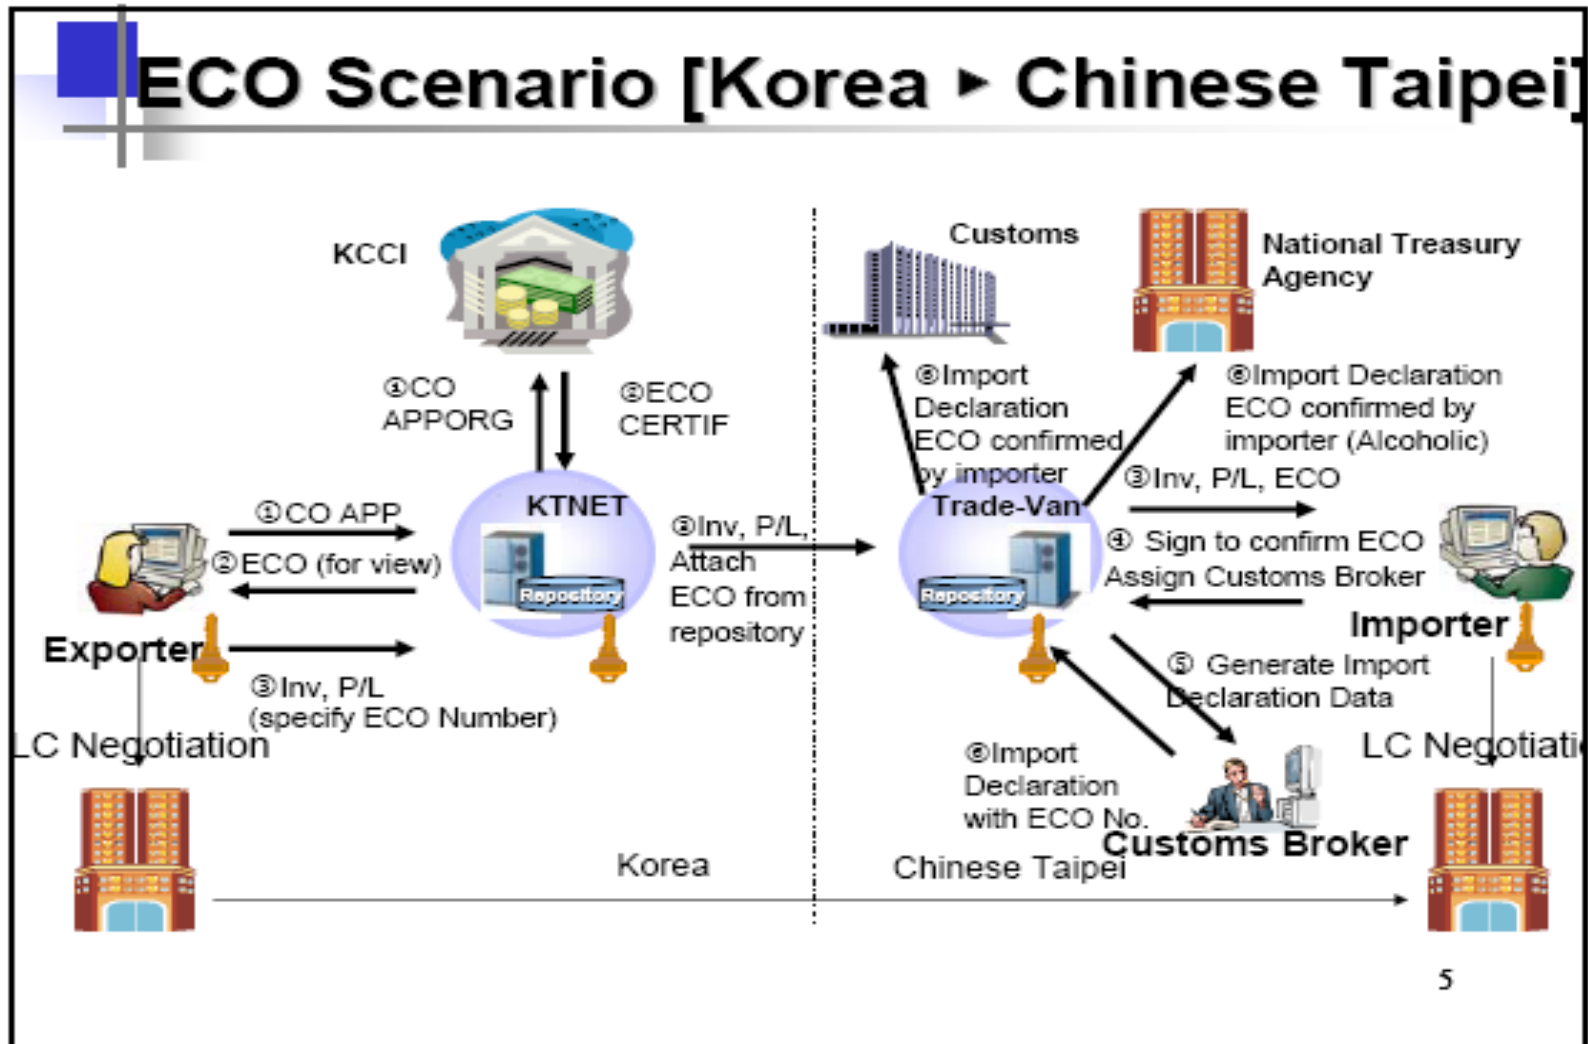 ECO Scenario [Korea ► Chinese Taipei]
KCCI
Customs
National Treasury
Agency
①CO
APPORG
②ECO
CERTIF
⑥Import
Declaration
ECO confirmed
by importer
⑥Import Declaration
ECO confirmed by
importer (Alcoholic)
①CO APP
②ECO (for view)
KTNET
Repository
③Inv, P/L,
Attach
ECO from
repository
Trade-Van
Repository
③Inv, P/L, ECO
④ Sign to confirm ECO
Assign Customs Broker
Exporter
③Inv, P/L
(specify ECO Number)
Importer
⑤ Generate Import
Declaration Data
LC Negotiation
⑥Import
Declaration
with ECO No.
LC Negotiati
Customs Broker
Korea
Chinese Taipei
5